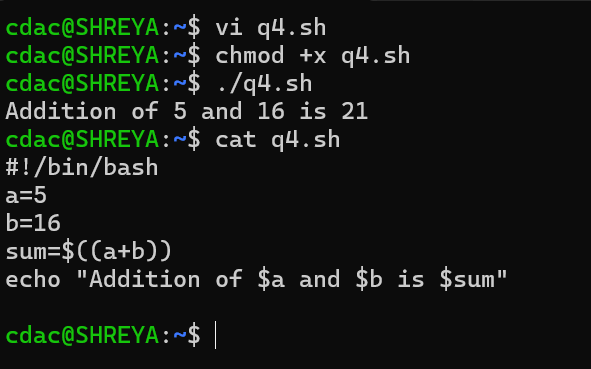 cdac@SHREYA:~$ vi q4.sh
cdac@SHREYA:~$ chmod +x q4.sh
cdac@SHREYA:~$ ./q4.sh
Addition of 5 and 16 is 21
cdac@SHREYA:~$ cat q4.sh
#!/bin/bash
a=5
b=16
sum=$((a+b))
echo "Addition of $a and $b is $sum"
cdac@SHREYA:~$